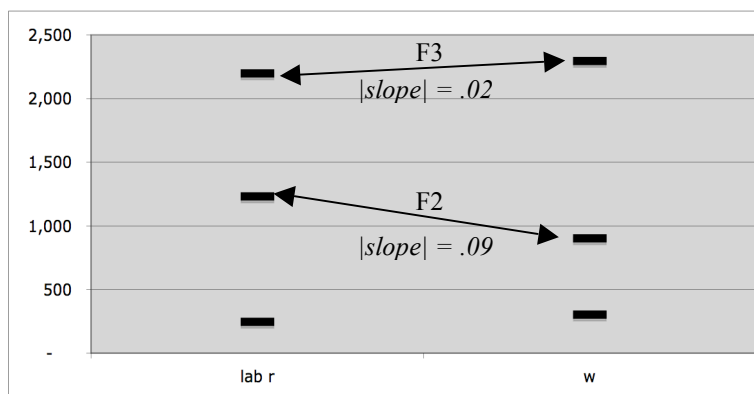 2,500
F3
2,000
|slope| = .02
1,500
F2
1,000
|slope| = .09
500
-
lab r
w